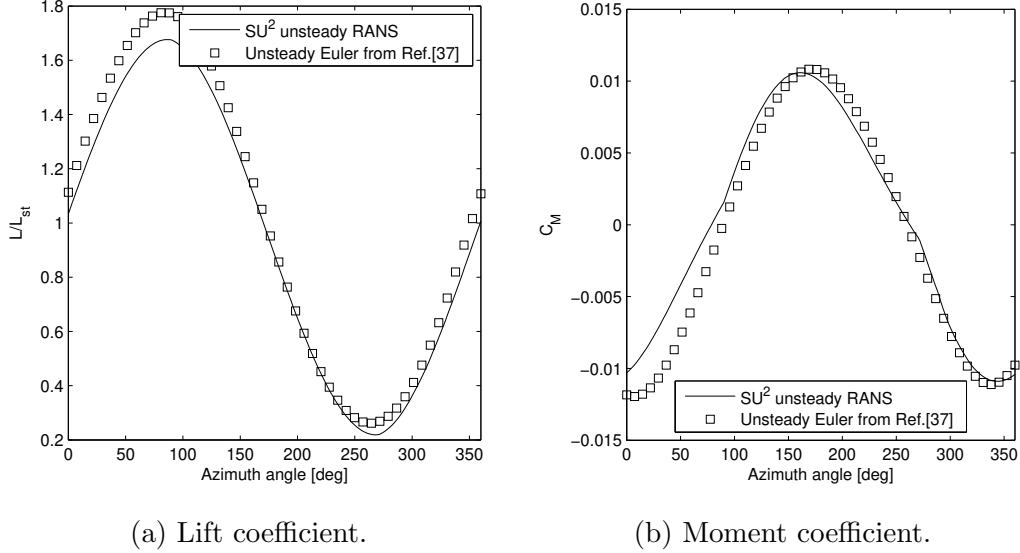 1.8
1.6
1.4
1.2
1
0.8
0.6
0.4
0.2
L/L_st
0 50 100 150 200 250 300 350
Azimuth angle [deg]
SU² unsteady RANS
Unsteady Euler from Ref.[37]
(a) Lift coefficient.
0.015
0.01
0.005
0
−0.005
−0.01
−0.015
C_M
0 50 100 150 200 250 300 350
Azimuth angle [deg]
SU² unsteady RANS
Unsteady Euler from Ref.[37]
(b) Moment coefficient.